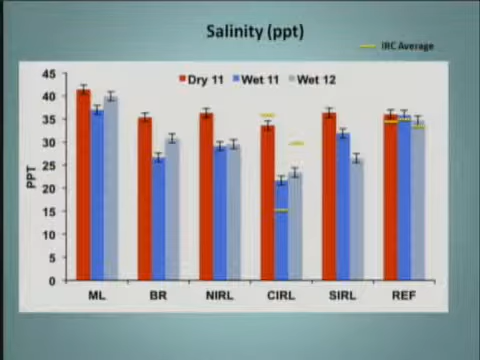 Salinity (ppt)
IRC Average
Dry 11 Wet 11 Wet 12
45
40
35
30
25
20
15
10
5
0
PPT
ML BR NIRL CIRL SIRL REF